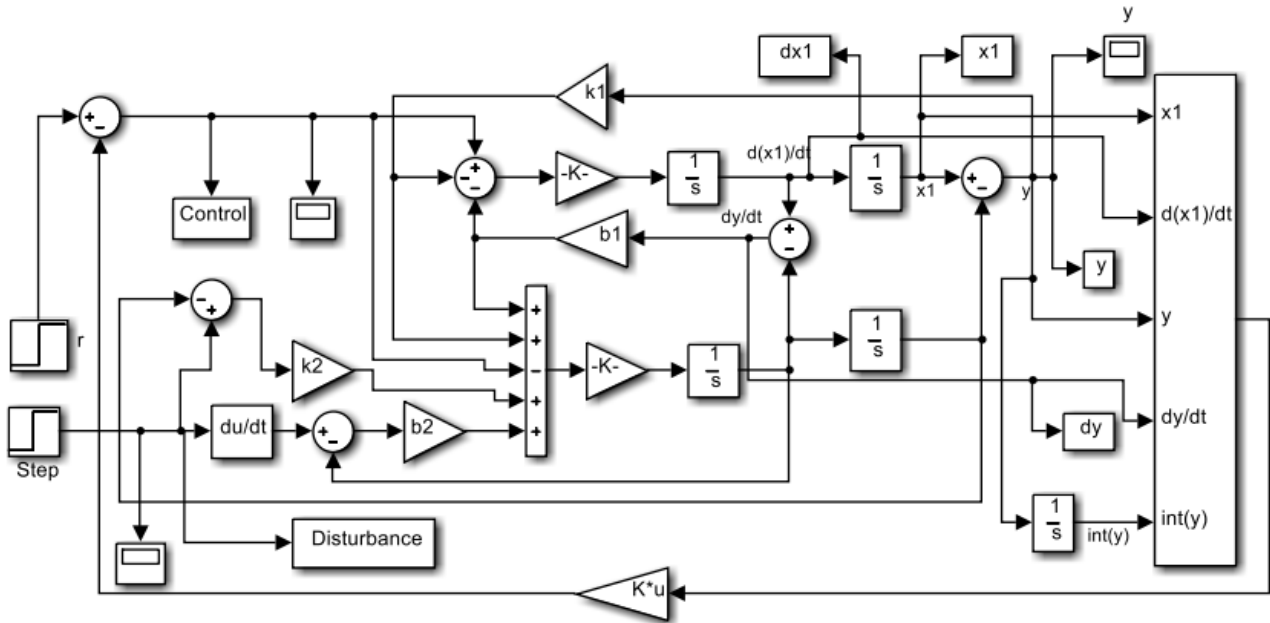 y
dx1
x1
k1
x1
+
-
d(x1)/dt
1
s
1
s
+
-
+
-
-
-K-
x1
y
Control
dy/dt
b1
+
-
d(x1)/dt
y
-
+
+
+
-
+
+
r
k2
-K-
1
s
1
s
y
du/dt
+
-
b2
dy/dt
dy
Step
Disturbance
1
s
int(y)
int(y)
K*u